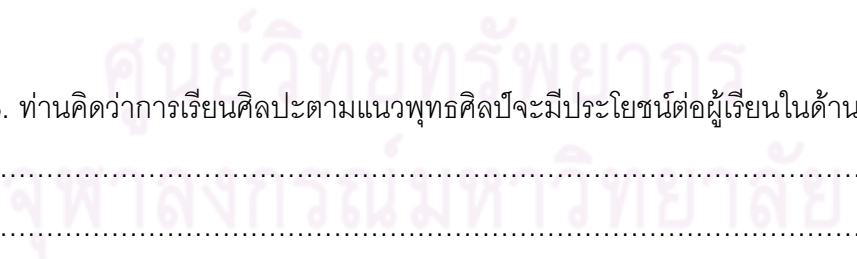 ศูนย์วิทยทรัพยากร
. ท่านคิดว่าการเรียนศิลปะตามแนวพุทธศิลป์จะมีประโยชน์ต่อผู้เรียนในด้าน
จุฬาลงกรณ์มหาวิทยาลัย